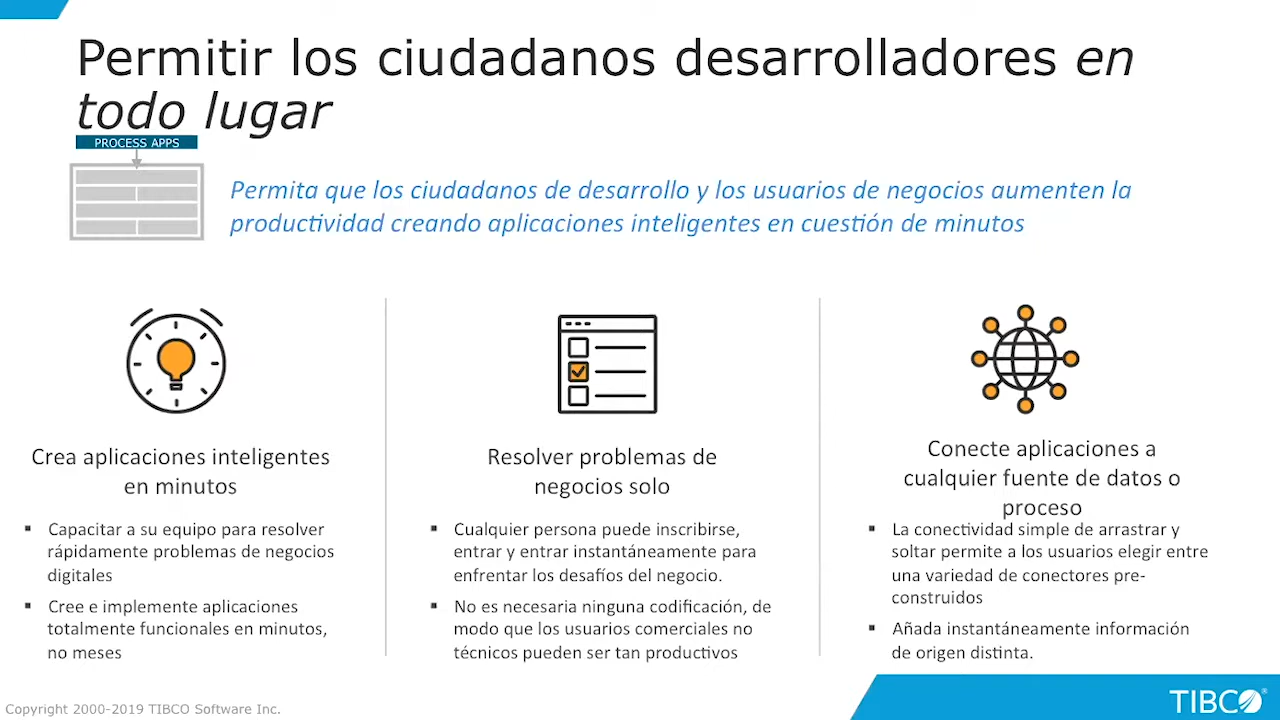 Permitir los ciudadanos desarrolladores en
todo lugar
PROCESS APPS
Permita que los ciudadanos de desarrollo y los usuarios de negocios aumenten la
productividad creando aplicaciones inteligentes en cuestión de minutos
Crea aplicaciones inteligentes
en minutos
▪ Capacitar a su equipo para resolver
rápidamente problemas de negocios
digitales
▪ Cree e implemente aplicaciones
totalmente funcionales en minutos,
no meses
Resolver problemas de
negocios solo
▪ Cualquier persona puede inscribirse,
entrar y entrar instantáneamente para
enfrentar los desafíos del negocio.
▪ No es necesaria ninguna codificación, de
modo que los usuarios comerciales no
técnicos pueden ser tan productivos
Conecte aplicaciones a
cualquier fuente de datos o
proceso
▪ La conectividad simple de arrastrar y
soltar permite a los usuarios elegir entre
una variedad de conectores pre-
construidos
▪ Añada instantáneamente información
de origen distinta.
Copyright 2000-2019 TIBCO Software Inc.
TIBCO®